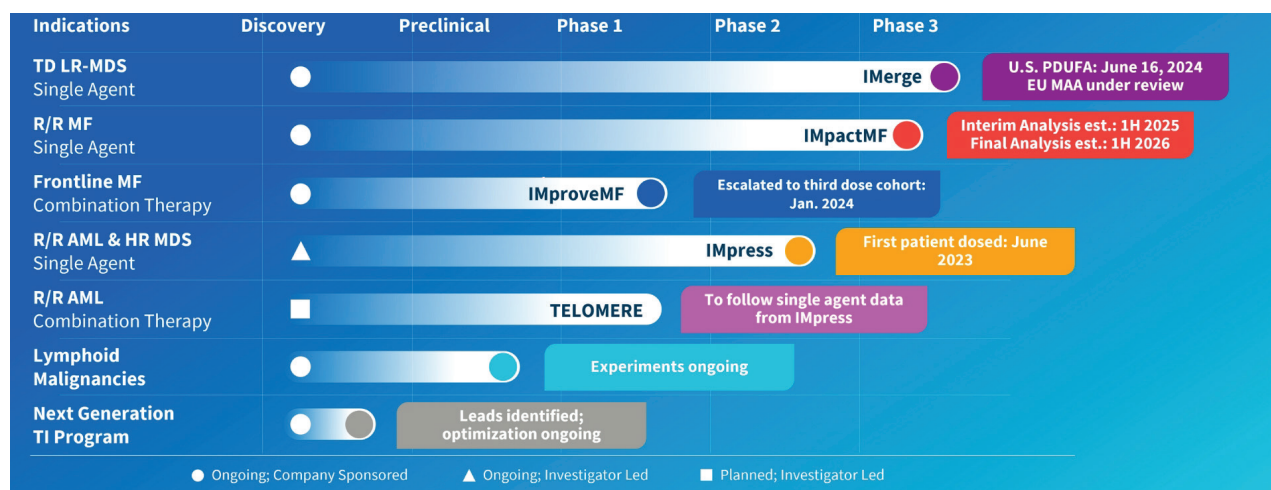 Indications Discovery Preclinical Phase 1 Phase 2 Phase 3
TD LR-MDS
Single Agent
IMerge
U.S. PDUFA: June 16, 2024
EU MAA under review
R/R MF
Single Agent
IMpactMF
Interim Analysis est.: 1H 2025
Final Analysis est.: 1H 2026
Frontline MF
Combination Therapy
IMproveMF
Escalated to third dose cohort:
Jan. 2024
R/R AML & HR MDS
Single Agent
IMpress
First patient dosed: June
2023
R/R AML
Combination Therapy
TELOMERE
To follow single agent data
from IMpress
Lymphoid
Malignancies
Experiments ongoing
Next Generation
TI Program
Leads identified;
optimization ongoing
Ongoing; Company Sponsored Ongoing; Investigator Led Planned; Investigator Led